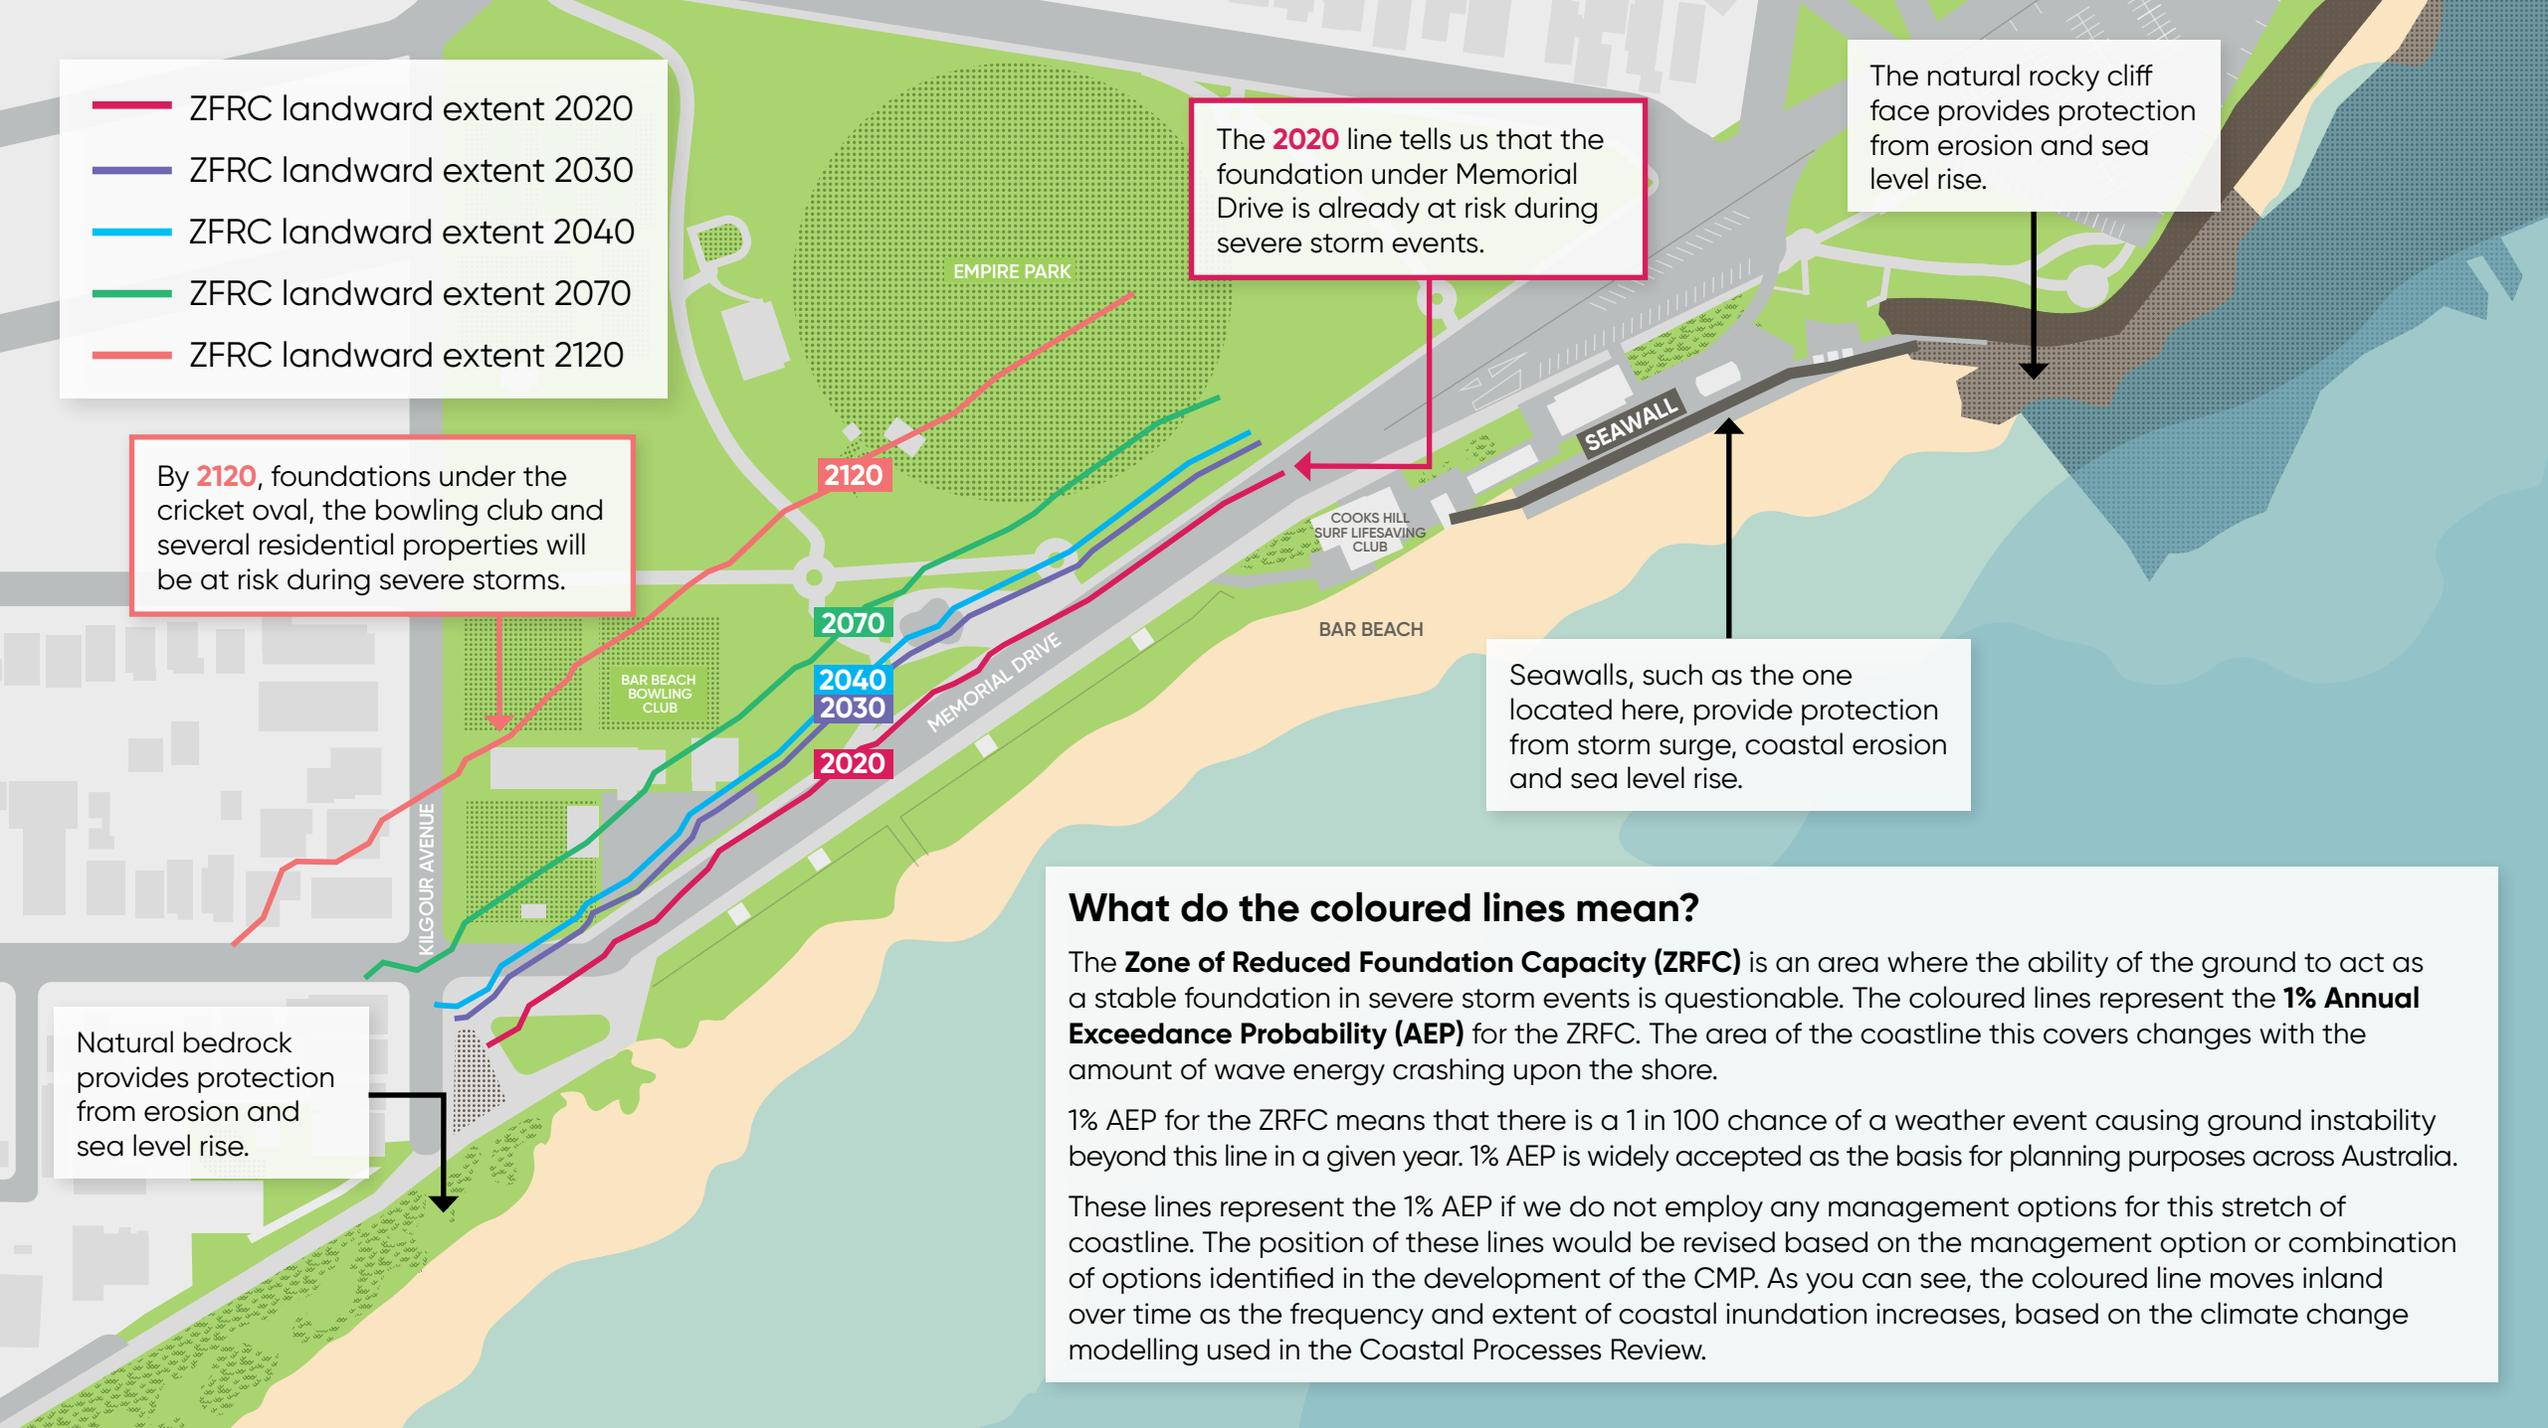 ZFRC landward extent 2020
ZFRC landward extent 2030
ZFRC landward extent 2040
ZFRC landward extent 2070
ZFRC landward extent 2120
The 2020 line tells us that the
foundation under Memorial
Drive is already at risk during
severe storm events.
The natural rocky cliff
face provides protection
from erosion and sea
level rise.
EMPIRE PARK
By 2120, foundations under the
cricket oval, the bowling club and
several residential properties will
be at risk during severe storms.
2120
2070
2040
2030
2020
SEAWALL
COOKS HILL
SURF LIFESAVING
CLUB
BAR BEACH
MEMORIAL DRIVE
BAR BEACH
BOWLING
CLUB
KILGOUR AVENUE
Seawalls, such as the one
located here, provide protection
from storm surge, coastal erosion
and sea level rise.
Natural bedrock
provides protection
from erosion and
sea level rise.
What do the coloured lines mean?
The Zone of Reduced Foundation Capacity (ZRFC) is an area where the ability of the ground to act as
a stable foundation in severe storm events is questionable. The coloured lines represent the 1% Annual
Exceedance Probability (AEP) for the ZRFC. The area of the coastline this covers changes with the
amount of wave energy crashing upon the shore.
1% AEP for the ZRFC means that there is a 1 in 100 chance of a weather event causing ground instability
beyond this line in a given year. 1% AEP is widely accepted as the basis for planning purposes across Australia.
These lines represent the 1% AEP if we do not employ any management options for this stretch of
coastline. The position of these lines would be revised based on the management option or combination
of options identified in the development of the CMP. As you can see, the coloured line moves inland
over time as the frequency and extent of coastal inundation increases, based on the climate change
modelling used in the Coastal Processes Review.